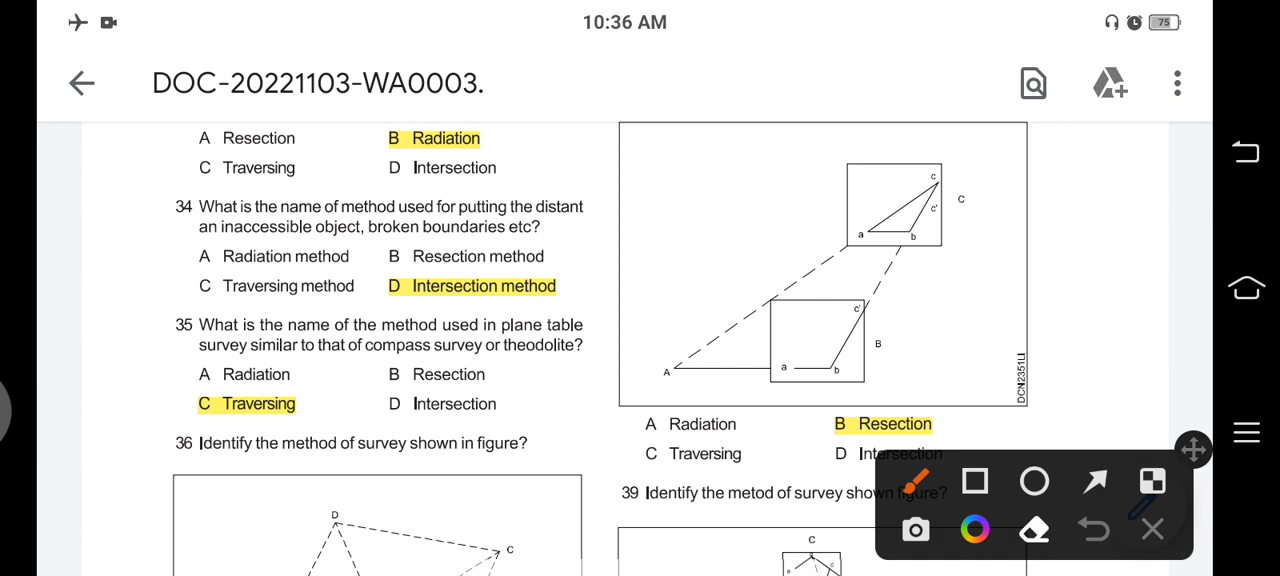 10:36 AM
75
DOC-20221103-WA0003.
A Resection B Radiation
C Traversing D Intersection
34 What is the name of method used for putting the distant
an inaccessible object, broken boundaries etc?
A Radiation method B Resection method
C Traversing method D Intersection method
35 What is the name of the method used in plane table
survey similar to that of compass survey or theodolite?
A Radiation B Resection
C Traversing D Intersection
36 Identify the method of survey shown in figure?
D
C
c
c'
C
a
b
c'
B
A
a
b
DCN2351LI
A Radiation B Resection
C Traversing D Intersection
39 Identify the metod of survey shown figure?
C
c